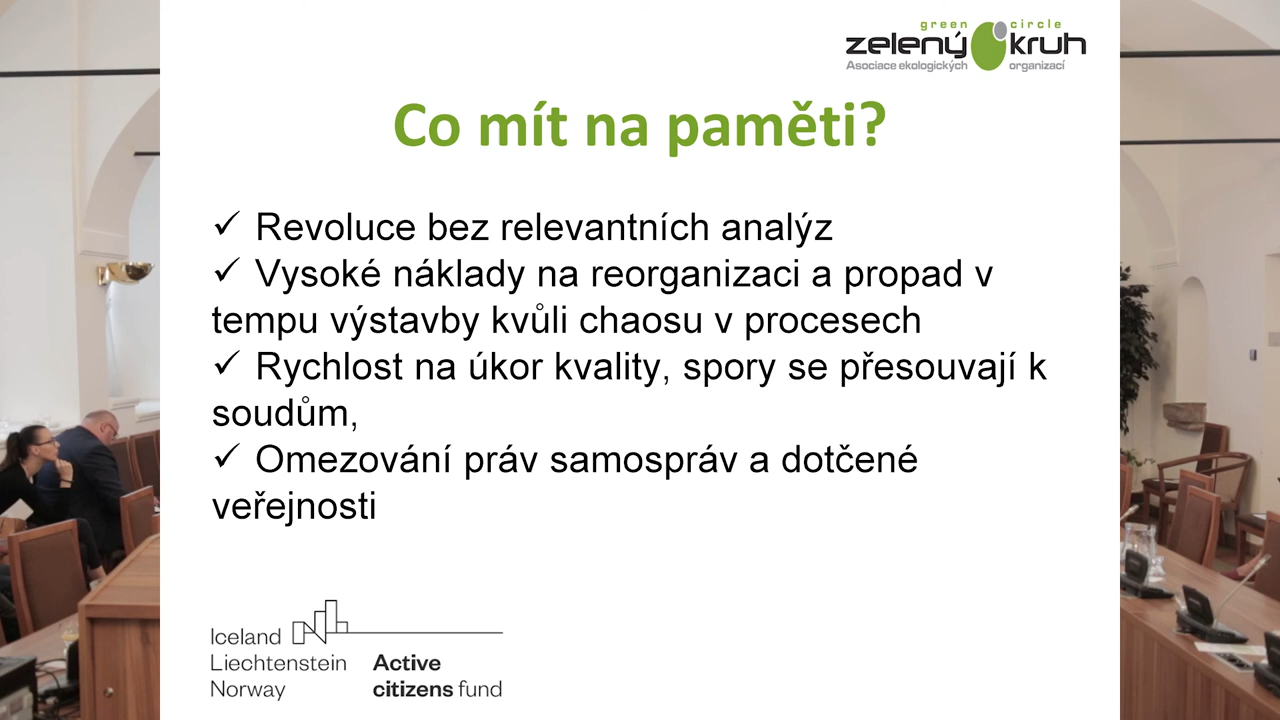 green circle
zelený kruh
Asociace ekologických organizací
Co mít na paměti?
✓ Revoluce bez relevantních analýz
✓ Vysoké náklady na reorganizaci a propad v
tempu výstavby kvůli chaosu v procesech
✓ Rychlost na úkor kvality, spory se přesouvají k
soudům,
✓ Omezování práv samospráv a dotčené
veřejnosti
Iceland
Liechtenstein
Norway
Active
citizens fund